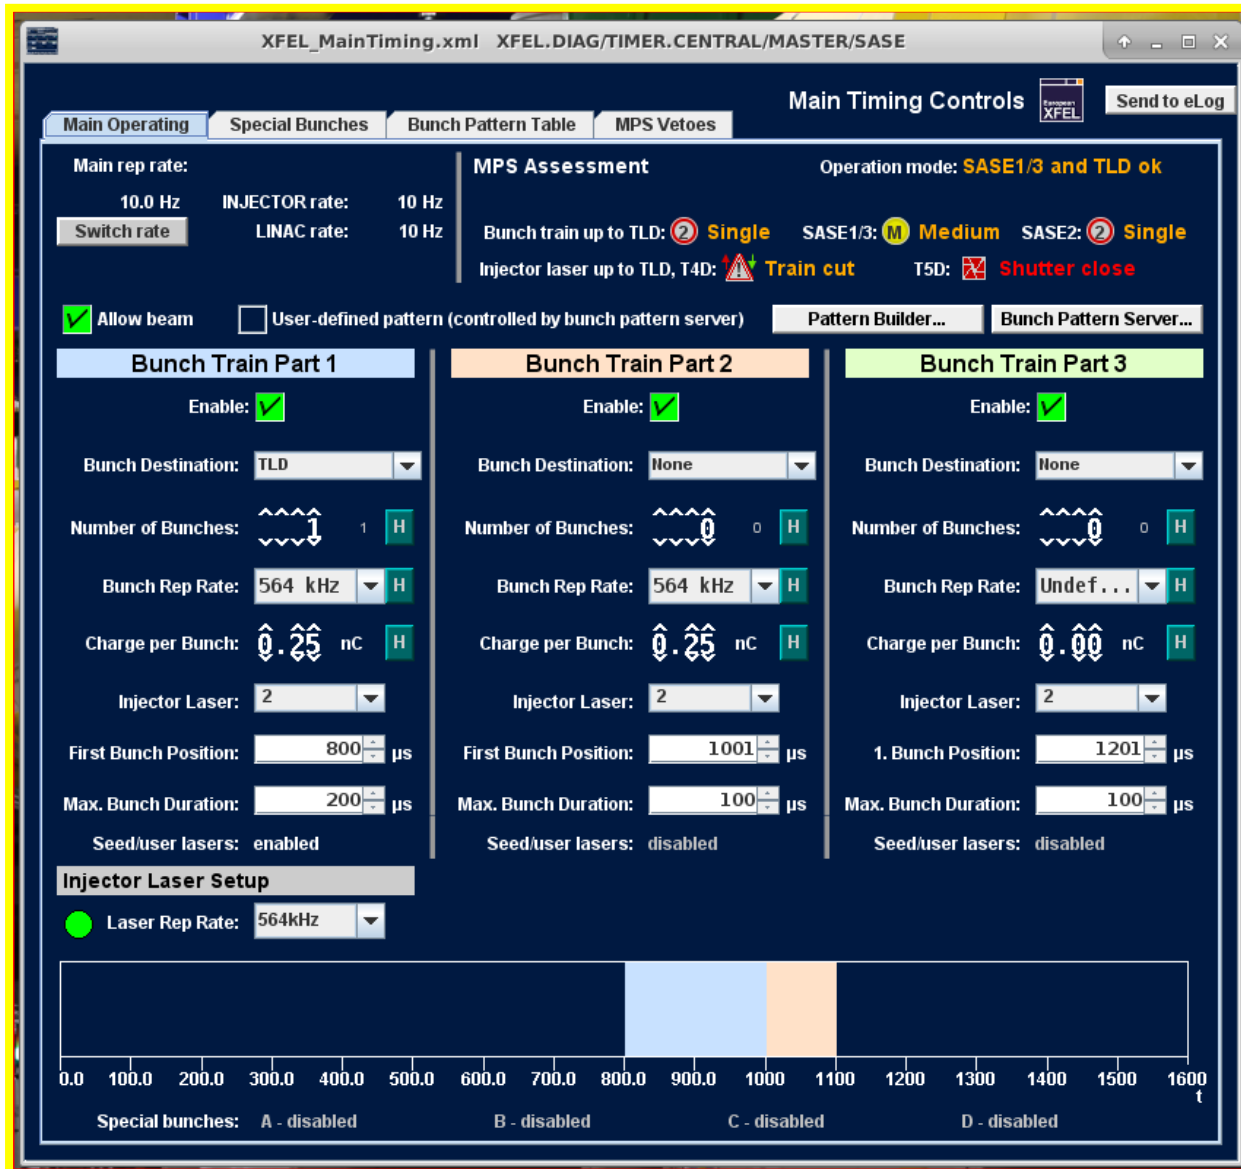 XFEL_MainTiming.xml XFEL.DIAG/TIMER.CENTRAL/MASTER/SASE
Main Timing Controls
European
XFEL
Send to eLog
Main Operating Special Bunches Bunch Pattern Table MPS Vetoes
Main rep rate:
10.0 Hz INJECTOR rate: 10 Hz
Switch rate LINAC rate: 10 Hz
MPS Assessment Operation mode: SASE1/3 and TLD ok
Bunch train up to TLD: 2 Single SASE1/3: M Medium SASE2: 2 Single
Injector laser up to TLD, T4D: Train cut T5D: Shutter close
Allow beam User-defined pattern (controlled by bunch pattern server) Pattern Builder... Bunch Pattern Server...
Bunch Train Part 1
Enable:
Bunch Destination: TLD
Number of Bunches: 1 1 H
Bunch Rep Rate: 564 kHz H
Charge per Bunch: 0.25 nC H
Injector Laser: 2
First Bunch Position: 800 µs
Max. Bunch Duration: 200 µs
Seed/user lasers: enabled
Bunch Train Part 2
Enable:
Bunch Destination: None
Number of Bunches: 0 0 H
Bunch Rep Rate: 564 kHz H
Charge per Bunch: 0.25 nC H
Injector Laser: 2
First Bunch Position: 1001 µs
Max. Bunch Duration: 100 µs
Seed/user lasers: disabled
Bunch Train Part 3
Enable:
Bunch Destination: None
Number of Bunches: 0 0 H
Bunch Rep Rate: Undef... H
Charge per Bunch: 0.00 nC H
Injector Laser: 2
1. Bunch Position: 1201 µs
Max. Bunch Duration: 100 µs
Seed/user lasers: disabled
Injector Laser Setup
Laser Rep Rate: 564kHz
0.0 100.0 200.0 300.0 400.0 500.0 600.0 700.0 800.0 900.0 1000 1100 1200 1300 1400 1500 1600
t
Special bunches: A - disabled B - disabled C - disabled D - disabled